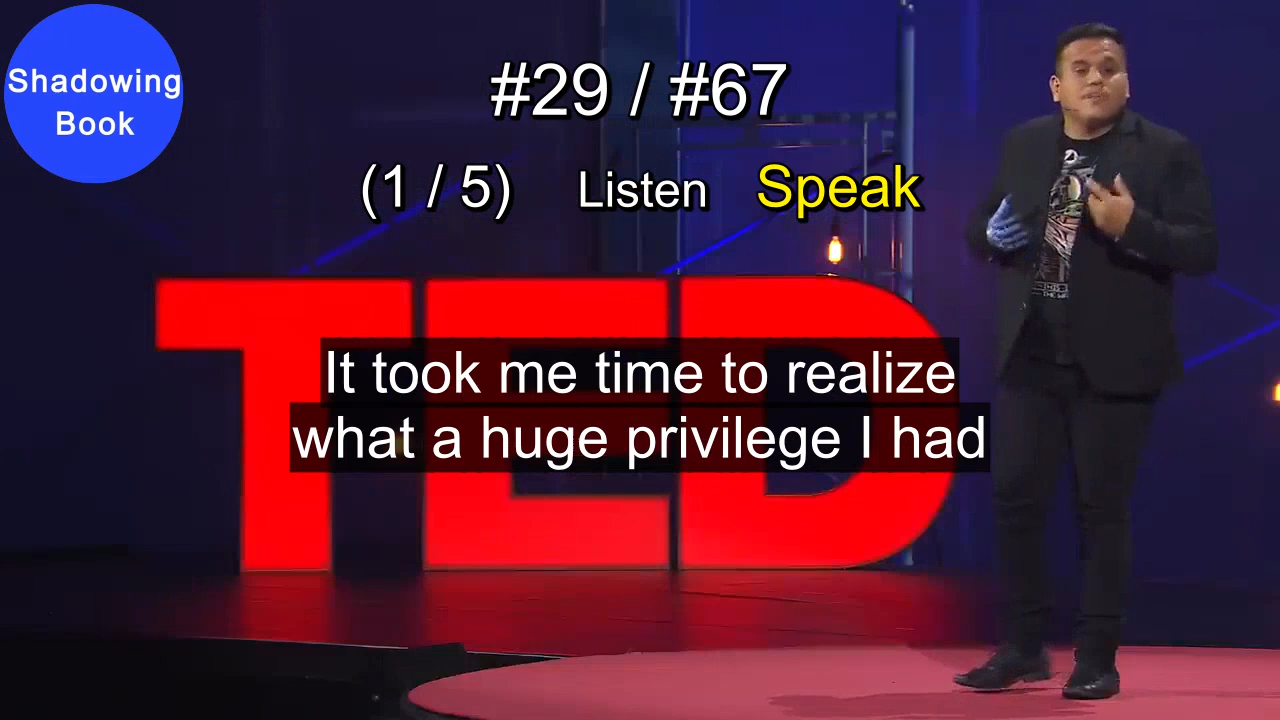 Shadowing
Book
#29 / #67
(1 / 5) Listen Speak
TED
It took me time to realize
what a huge privilege I had